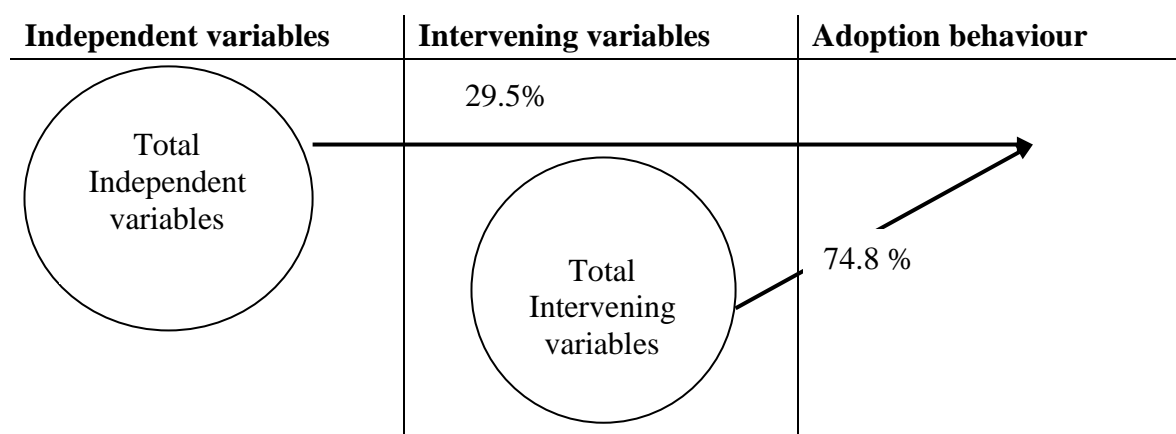 Independent variables Intervening variables Adoption behaviour
29.5%
Total
Independent
variables
74.8 %
Total
Intervening
variables